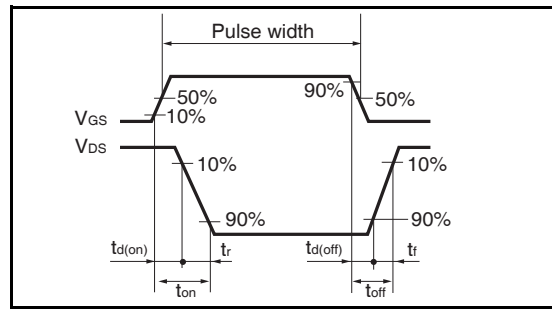 Pulse width
90%
50%
50%
10%
VGS
VDS
10%
10%
90%
90%
td(on)
tr
td(off)
tf
ton
toff